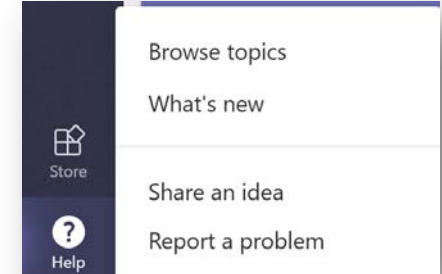 Browse topics
What's new
Store
Share an idea
Report a problem
Help